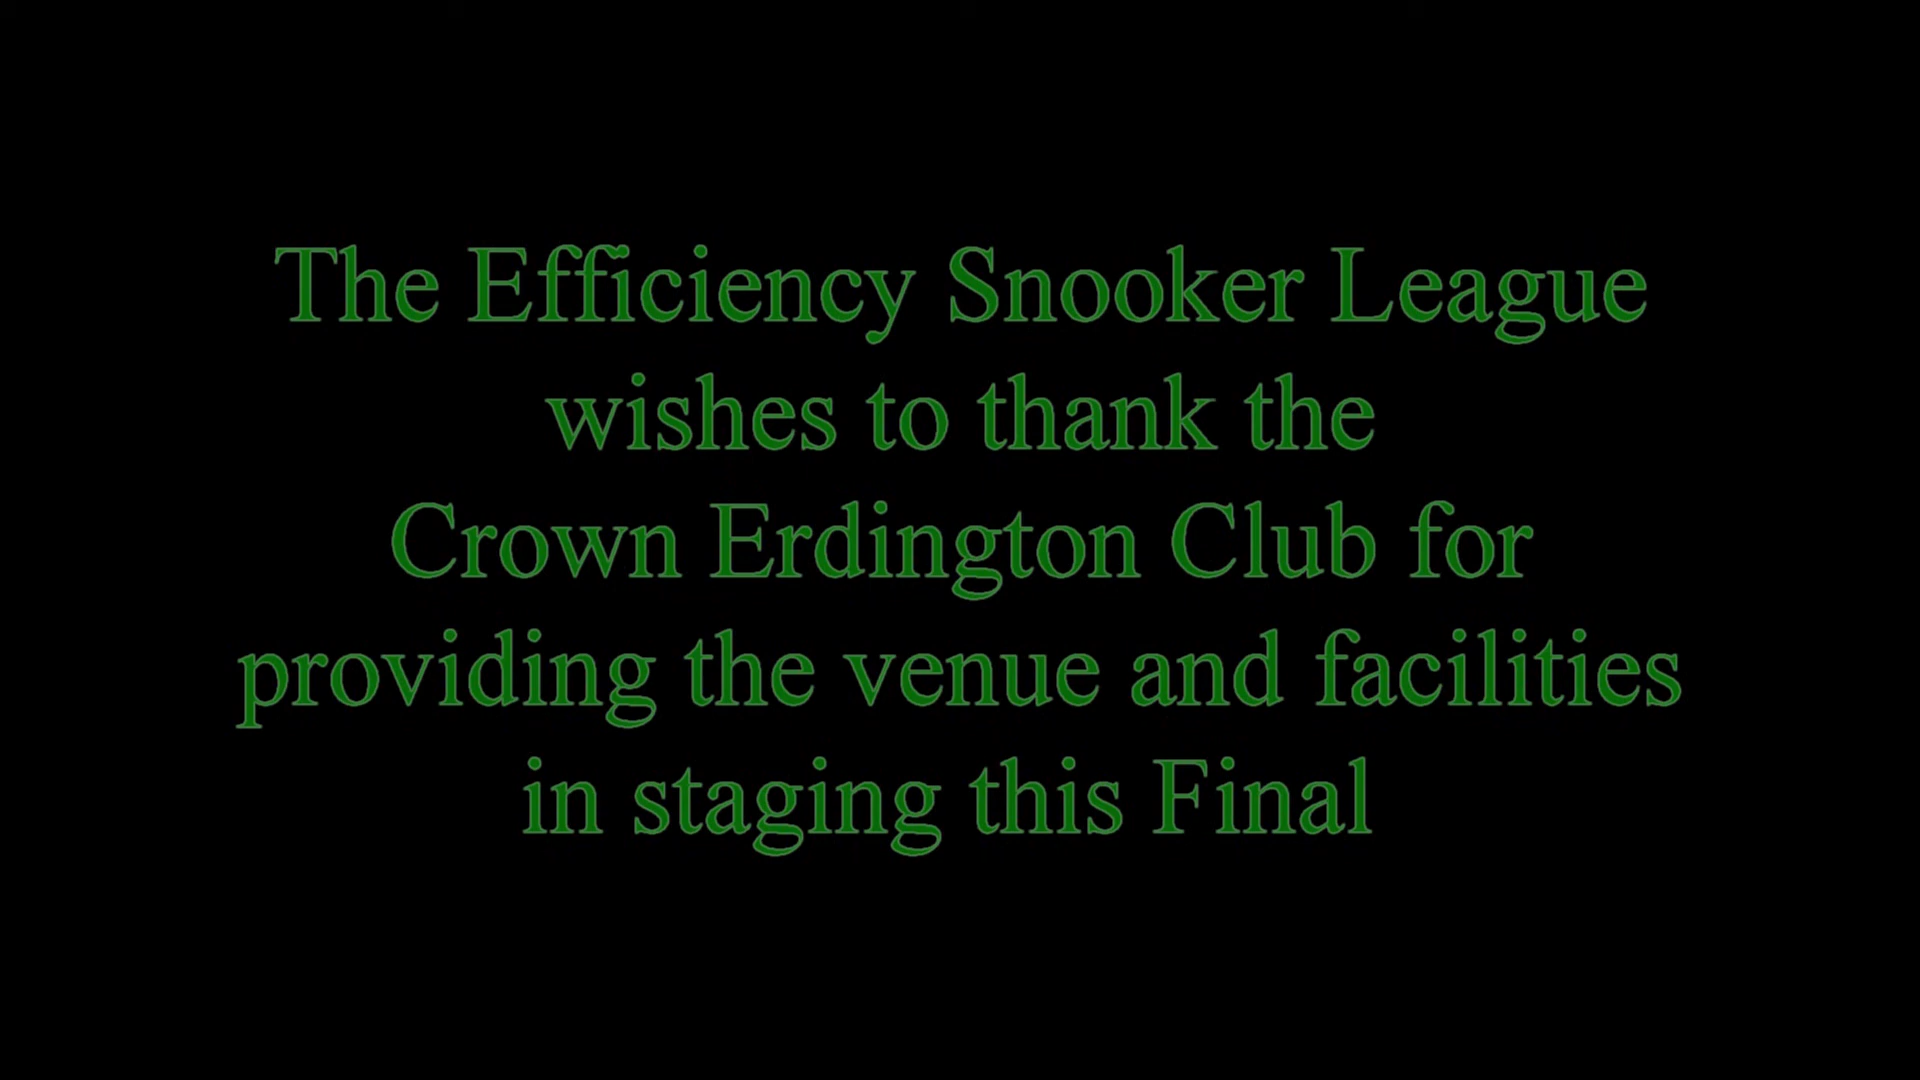 The Efficiency Snooker League
wishes to thank the
Crown Erdington Club for
providing the venue and facilities
in staging this Final